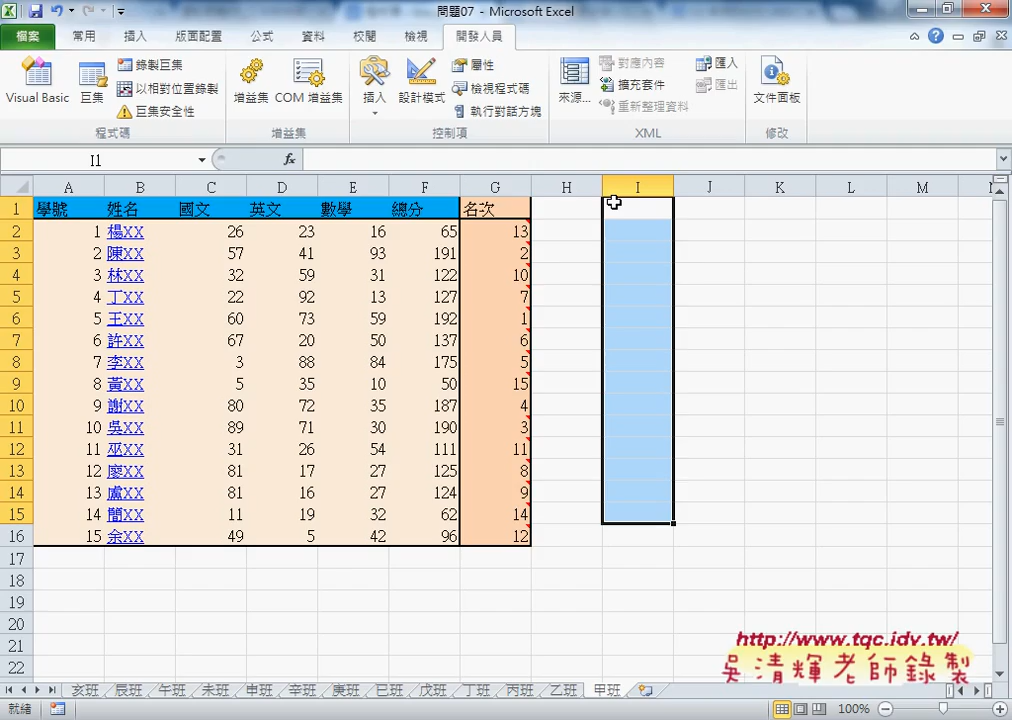 問題07 - Microsoft Excel
檔案 常用 插入 版面配置 公式 資料 校閱 檢視 開發人員
Visual Basic 巨集 錄製巨集 以相對位置錄製 巨集安全性 程式碼
增益集 COM 增益集 增益集
插入 設計模式 屬性 檢視程式碼 執行對話方塊 控制項
來源... 對應內容 擴充套件 重新整理資料 匯入 匯出 XML
文件面板 修改
I1 fx
A B C D E F G H I J K L M
1 學號 姓名 國文 英文 數學 總分 名次
2 1 楊XX 26 23 16 65 13
3 2 陳XX 57 41 93 191 2
4 3 林XX 32 59 31 122 10
5 4 丁XX 22 92 13 127 7
6 5 王XX 60 73 59 192 1
7 6 許XX 67 20 50 137 6
8 7 李XX 3 88 84 175 5
9 8 黃XX 5 35 10 50 15
10 9 謝XX 80 72 35 187 4
11 10 吳XX 89 71 30 190 3
12 11 巫XX 31 26 54 111 11
13 12 廖XX 81 17 27 125 8
14 13 盧XX 81 16 27 124 9
15 14 簡XX 11 19 32 62 14
16 15 余XX 49 5 42 96 12
17
18
19
20
21
22
http://www.tqc.idv.tw/
吳清輝老師錄製
亥班 辰班 午班 未班 申班 辛班 庚班 巳班 戊班 丁班 丙班 乙班 甲班
就緒 100%